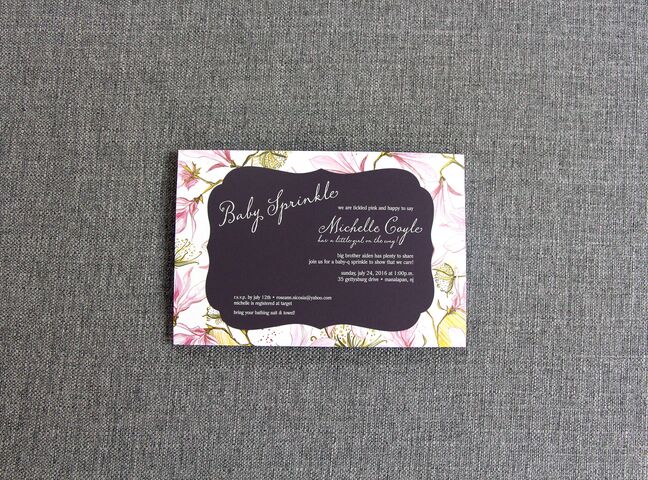 Baby Sprinkle
we are tickled pink and happy to say
Michelle Coyle
has a little girl on the way!
big brother aiden has plenty to share
join us for a baby-q sprinkle to show that we care!
sunday, july 24, 2016 at 1:00p.m.
35 gettysburg drive • manalapan, nj
r.s.v.p. by july 12th • roseann.nicosia@yahoo.com
michelle is registered at target
bring your bathing suit & towel!